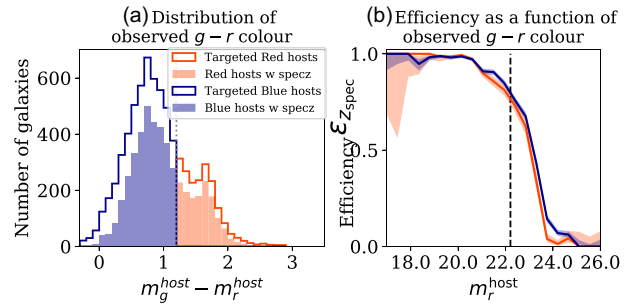 (a) Distribution of
observed g − r colour
Targeted Red hosts
Red hosts w specz
Targeted Blue hosts
Blue hosts w specz
Number of galaxies
600
400
200
0
0 1 2 3
m_g^host − m_r^host
(b) Efficiency as a function of
observed g − r colour
Efficiency ε_z_spec
1.0
0.5
0.0
18.0 20.0 22.0 24.0 26.0
m_r^host